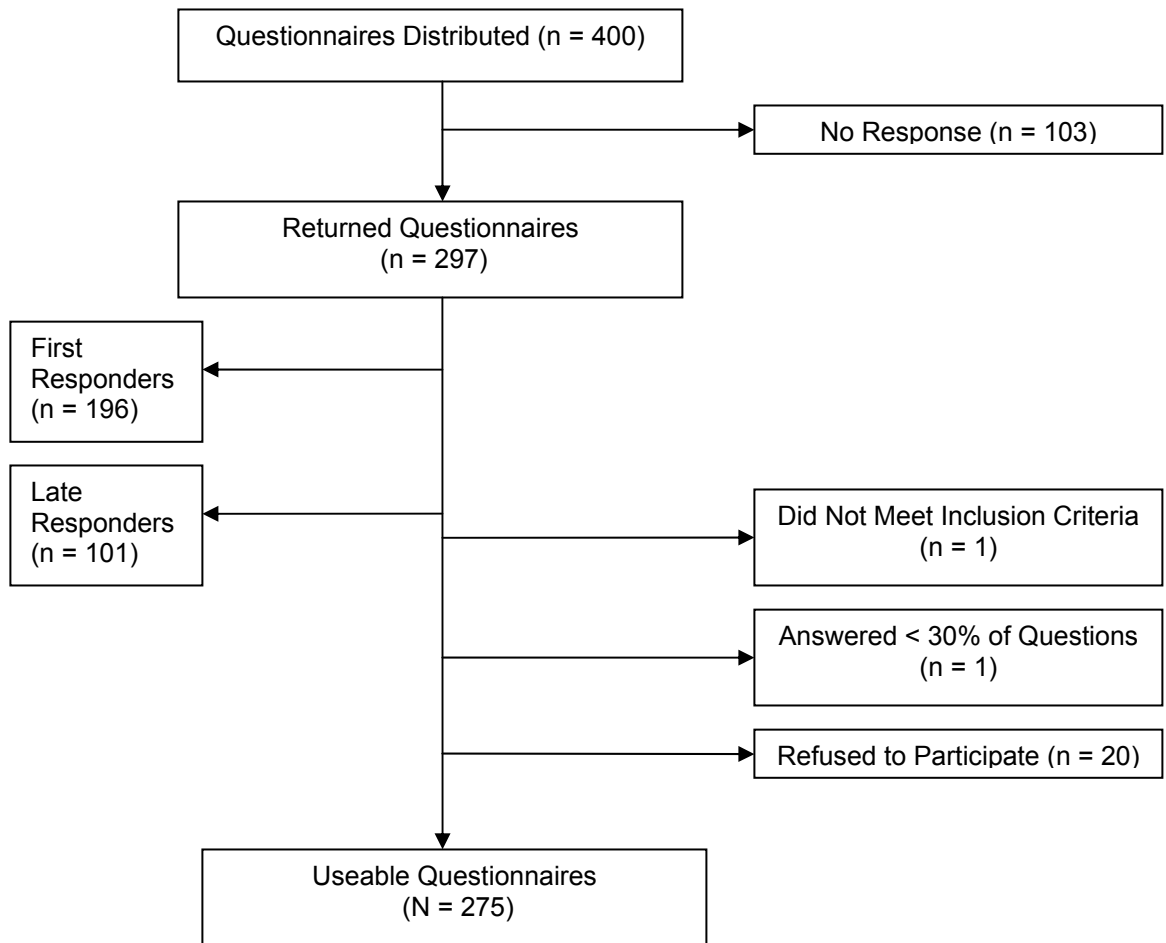 Questionnaires Distributed (n = 400)
No Response (n = 103)
Returned Questionnaires
(n = 297)
First
Responders
(n = 196)
Late
Responders
(n = 101)
Did Not Meet Inclusion Criteria
(n = 1)
Answered < 30% of Questions
(n = 1)
Refused to Participate (n = 20)
Useable Questionnaires
(N = 275)